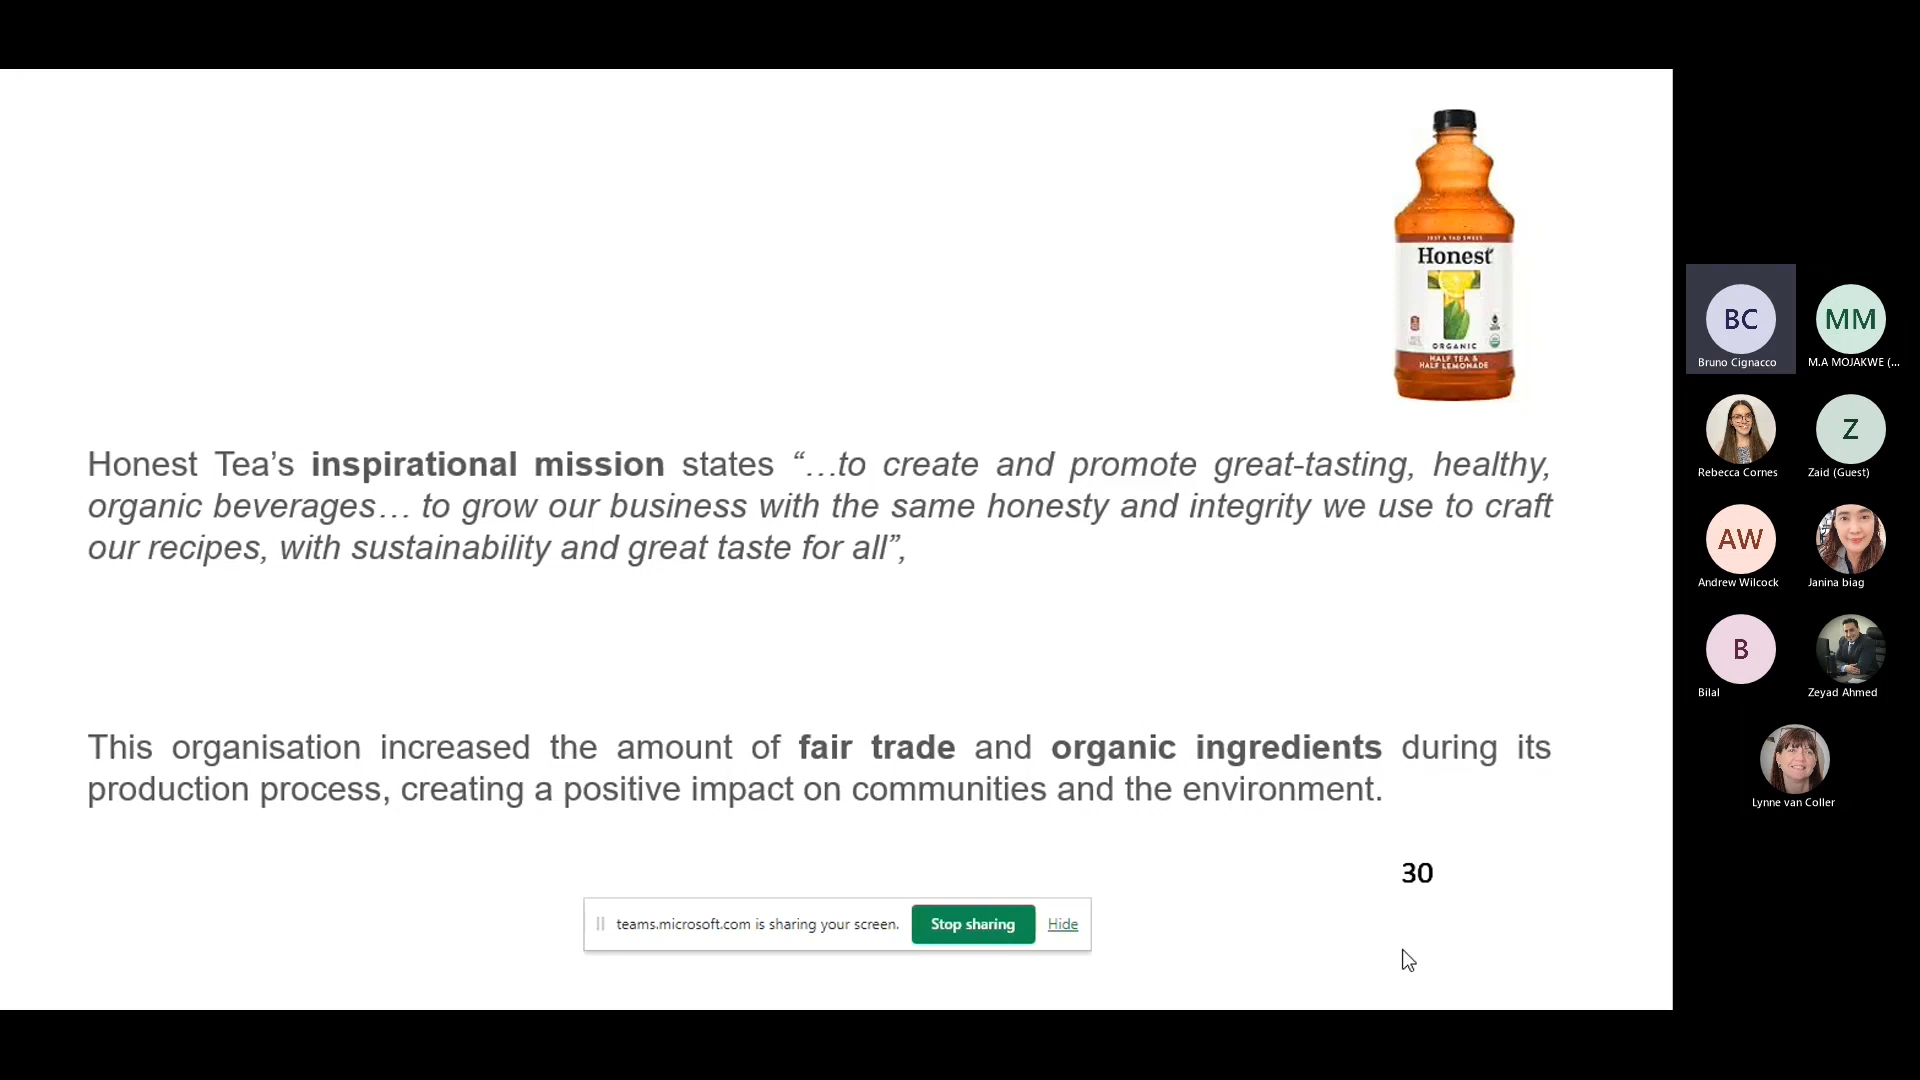 JUST A TAD SWEET
Honest
T
ORGANIC
HALF TEA &
HALF LEMONADE
Honest Tea’s inspirational mission states “…to create and promote great-tasting, healthy,
organic beverages… to grow our business with the same honesty and integrity we use to craft
our recipes, with sustainability and great taste for all”,
This organisation increased the amount of fair trade and organic ingredients during its
production process, creating a positive impact on communities and the environment.
30
teams.microsoft.com is sharing your screen. Stop sharing Hide
BC MM
Bruno Cignacco M.A MOJAKWE (...
Z
Rebecca Cornes Zaid (Guest)
AW
Andrew Wilcock Janina biag
B
Bilal Zeyad Ahmed
Lynne van Coller